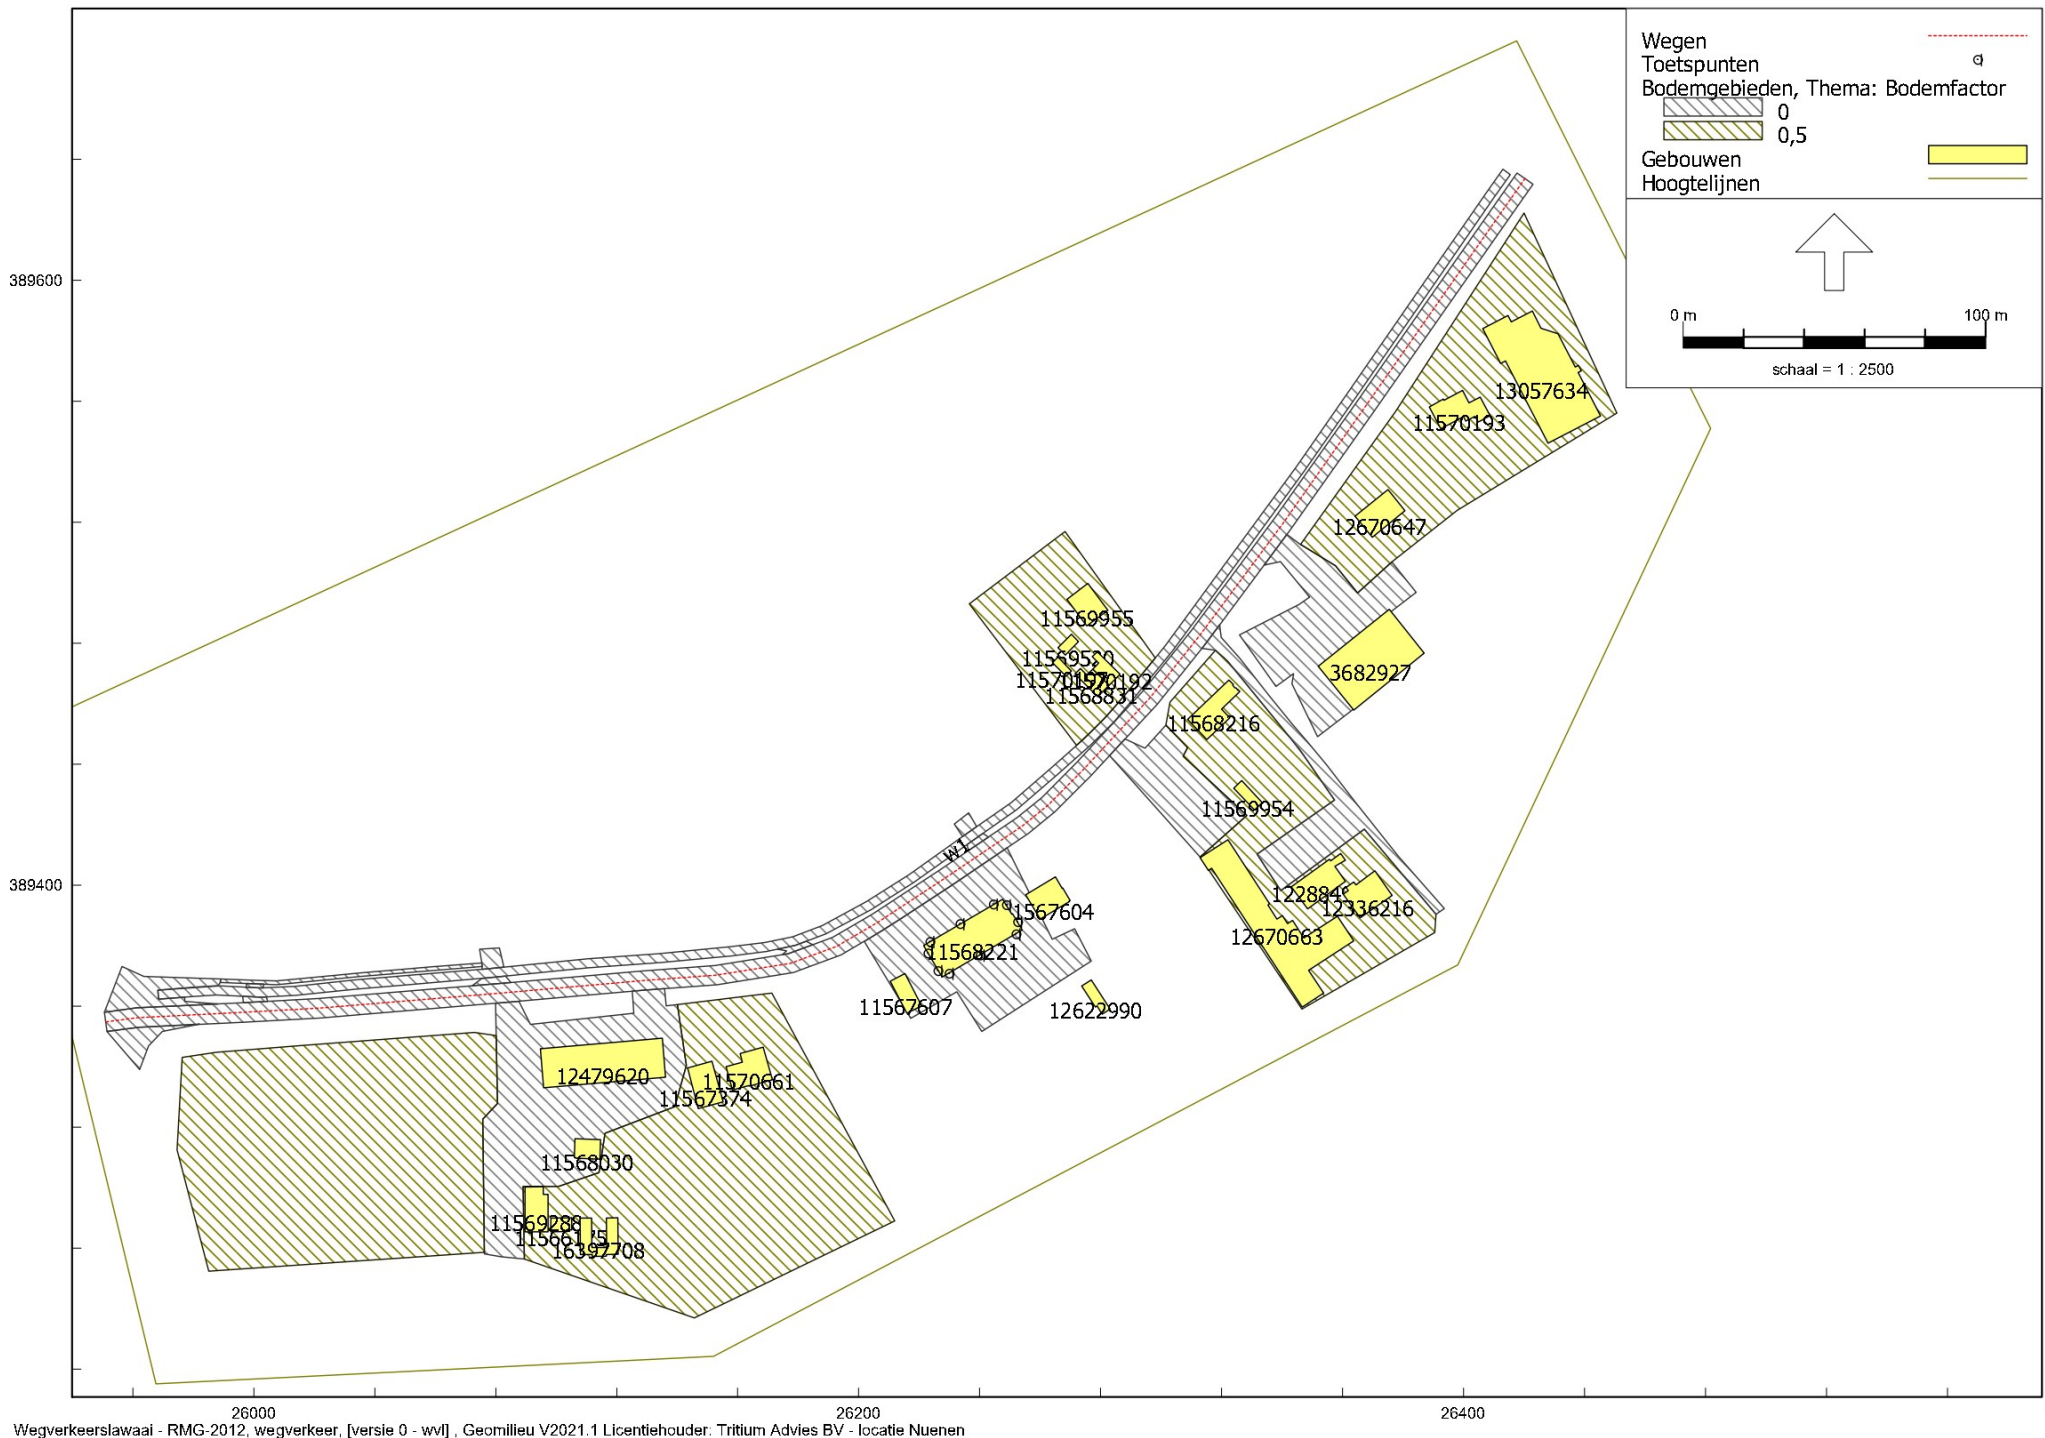 Wegen
Toetspunten
Bodemgebieden, Thema: Bodemfactor
0
0,5
Gebouwen
Hoogtelijnen
0 m 100 m
schaal = 1 : 2500
389600
13057634
11570193
12670647
11569955
3682927
11570192
11568831
11568216
11569954
w1
389400
12336216
1567604
11568221
12670663
11567607
12622990
12479620
11570661
11567374
11568030
11569288
11566175
16397708
26000 26200 26400
Wegverkeerslawaai - RMG-2012, wegverkeer, [versie 0 - wvl] , Geomilieu V2021.1 Licentiehouder: Tritium Advies BV - locatie Nuenen